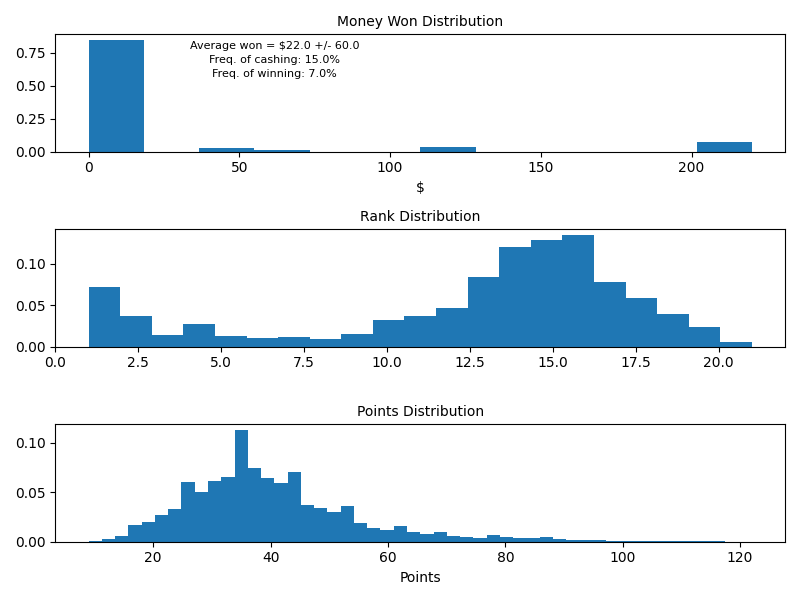 Money Won Distribution
Average won = $22.0 +/- 60.0
Freq. of cashing: 15.0%
Freq. of winning: 7.0%
0.75
0.50
0.25
0.00
0 50 100 150 200
$
Rank Distribution
0.10
0.05
0.00
0.0 2.5 5.0 7.5 10.0 12.5 15.0 17.5 20.0
Points Distribution
0.10
0.05
0.00
20 40 60 80 100 120
Points